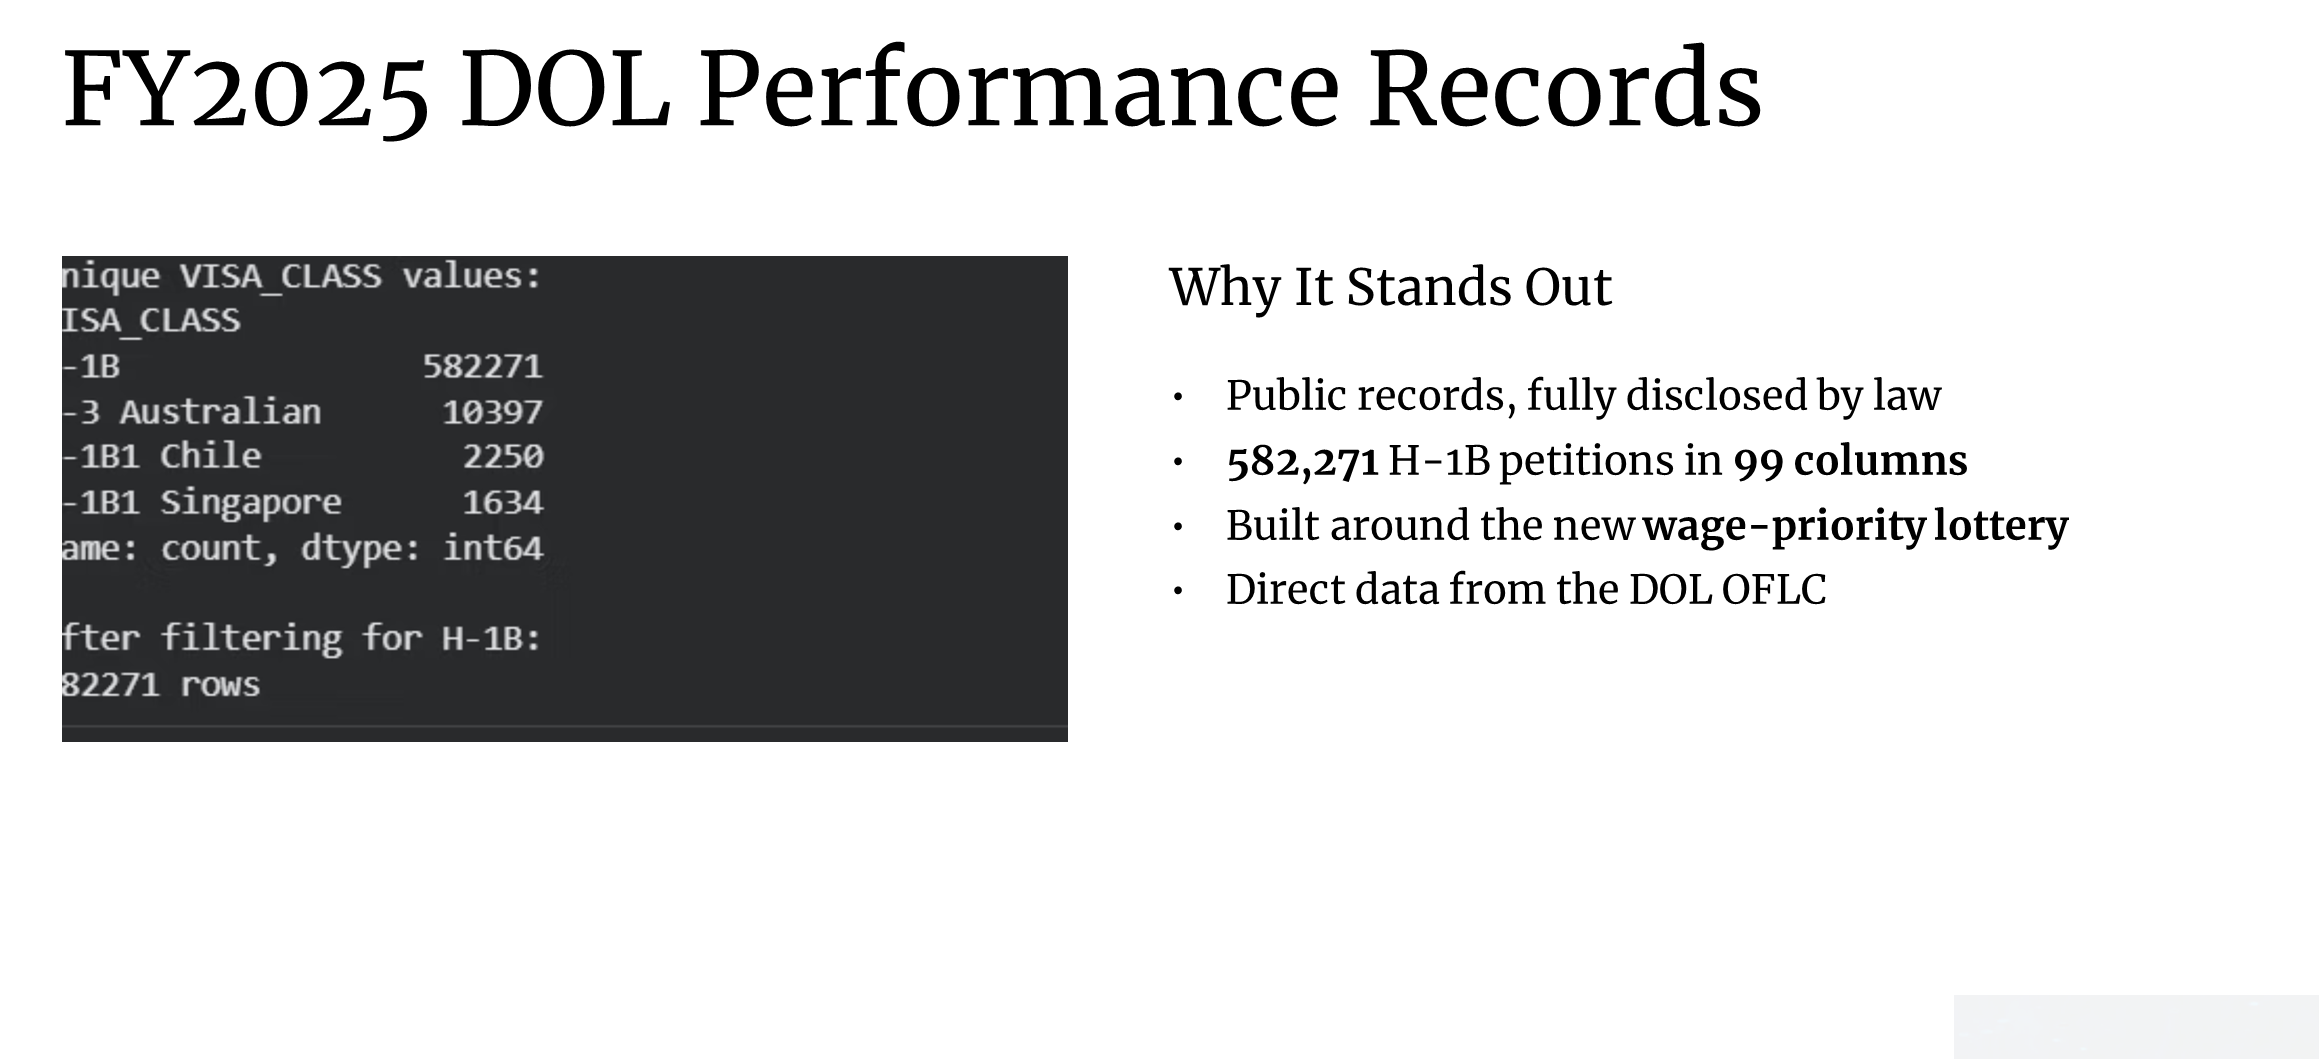 FY2025 DOL Performance Records
nique VISA_CLASS values:
ISA_CLASS
-1B 582271
-3 Australian 10397
-1B1 Chile 2250
-1B1 Singapore 1634
ame: count, dtype: int64
fter filtering for H-1B:
82271 rows
Why It Stands Out
• Public records, fully disclosed by law
• 582,271 H-1B petitions in 99 columns
• Built around the new wage-priority lottery
• Direct data from the DOL OFLC